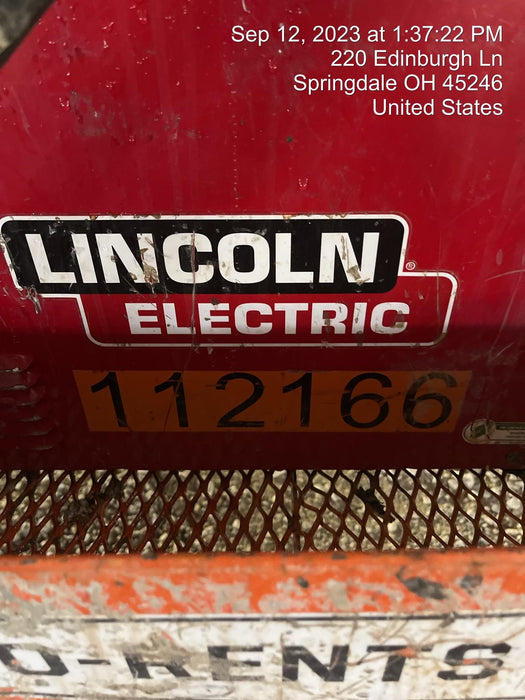 Sep 12, 2023 at 1:37:22 PM
220 Edinburgh Ln
Springdale OH 45246
United States
LINCOLN
ELECTRIC
®
112166
O-RENTS